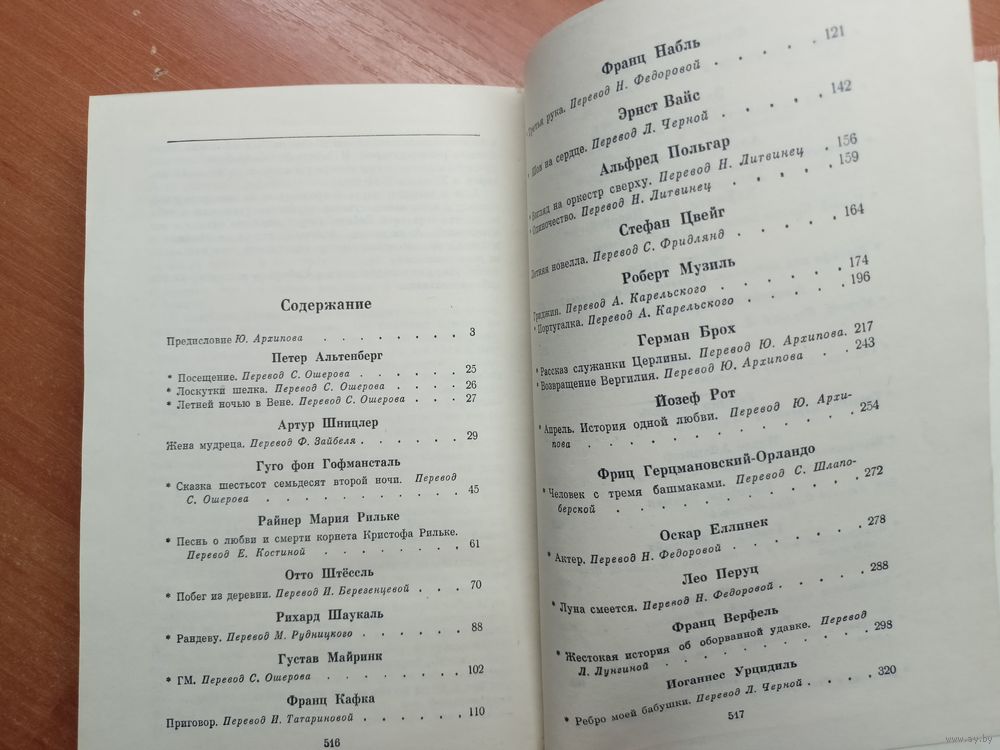 Содержание
Предисловие Ю. Архипова . . . . . . . 3
Петер Альтенберг
* Посещение. Перевод С. Ошерова . . . . . 25
* Лоскутки шелка. Перевод С. Ошерова . . . . 26
* Летней ночью в Вене. Перевод С. Ошерова . . . 27
Артур Шницлер
Жена мудреца. Перевод Ф. Зайбеля . . . . . 29
Гуго фон Гофмансталь
* Сказка шестьсот семьдесят второй ночи. Перевод
С. Ошерова . . . . . . . . . . 45
Райнер Мария Рильке
* Песнь о любви и смерти корнета Кристофа Рильке.
Перевод Е. Костиной . . . . . . . 61
Отто Штёссль
* Побег из деревни. Перевод И. Березенцевой . . . 70
Рихард Шаукаль
* Рандеву. Перевод М. Рудницкого . . . . . 88
Густав Майринк
* ГМ. Перевод С. Ошерова . . . . . . . 102
Франц Кафка
Приговор. Перевод И. Татариновой . . . . . 110
516
Франц Набль
Третья рука. Перевод Н. Федоровой . . . . . 121
Эрнст Вайс
* Шоя на сердце. Перевод Л. Черной . . . . . 142
Альфред Польгар
* Взгляд на оркестр сверху. Перевод Н. Литвинец . 156
* Одиночество. Перевод Н. Литвинец . . . . . 159
Стефан Цвейг
Летняя новелла. Перевод С. Фридлянд . . . . . 164
Роберт Музиль
Гриджия. Перевод А. Карельского . . . . . 174
* Португалка. Перевод А. Карельского . . . . . 196
Герман Брох
* Рассказ служанки Церлины. Перевод Ю. Архипова. 217
* Возвращение Вергилия. Перевод Ю. Архипова . . 243
Йозеф Рот
* Апрель. История одной любви. Перевод Ю. Архи-
пова . . . . . . . . . . 254
Фриц Герцмановский-Орландо
* Человек с тремя башмаками. Перевод С. Шлапо-
берской . . . . . . . . . 272
Оскар Еллинек
* Актер. Перевод Н. Федоровой . . . . . . 278
Лео Перуц
* Луна смеется. Перевод Н. Федоровой . . . . 288
Франц Верфель
* Жестокая история об оборванной удавке. Перевод
Л. Лунгиной . . . . . . . . 298
Иоганнес Урцидиль
* Ребро моей бабушки. Перевод Л. Черной . . . . 320
517
www.ay.by